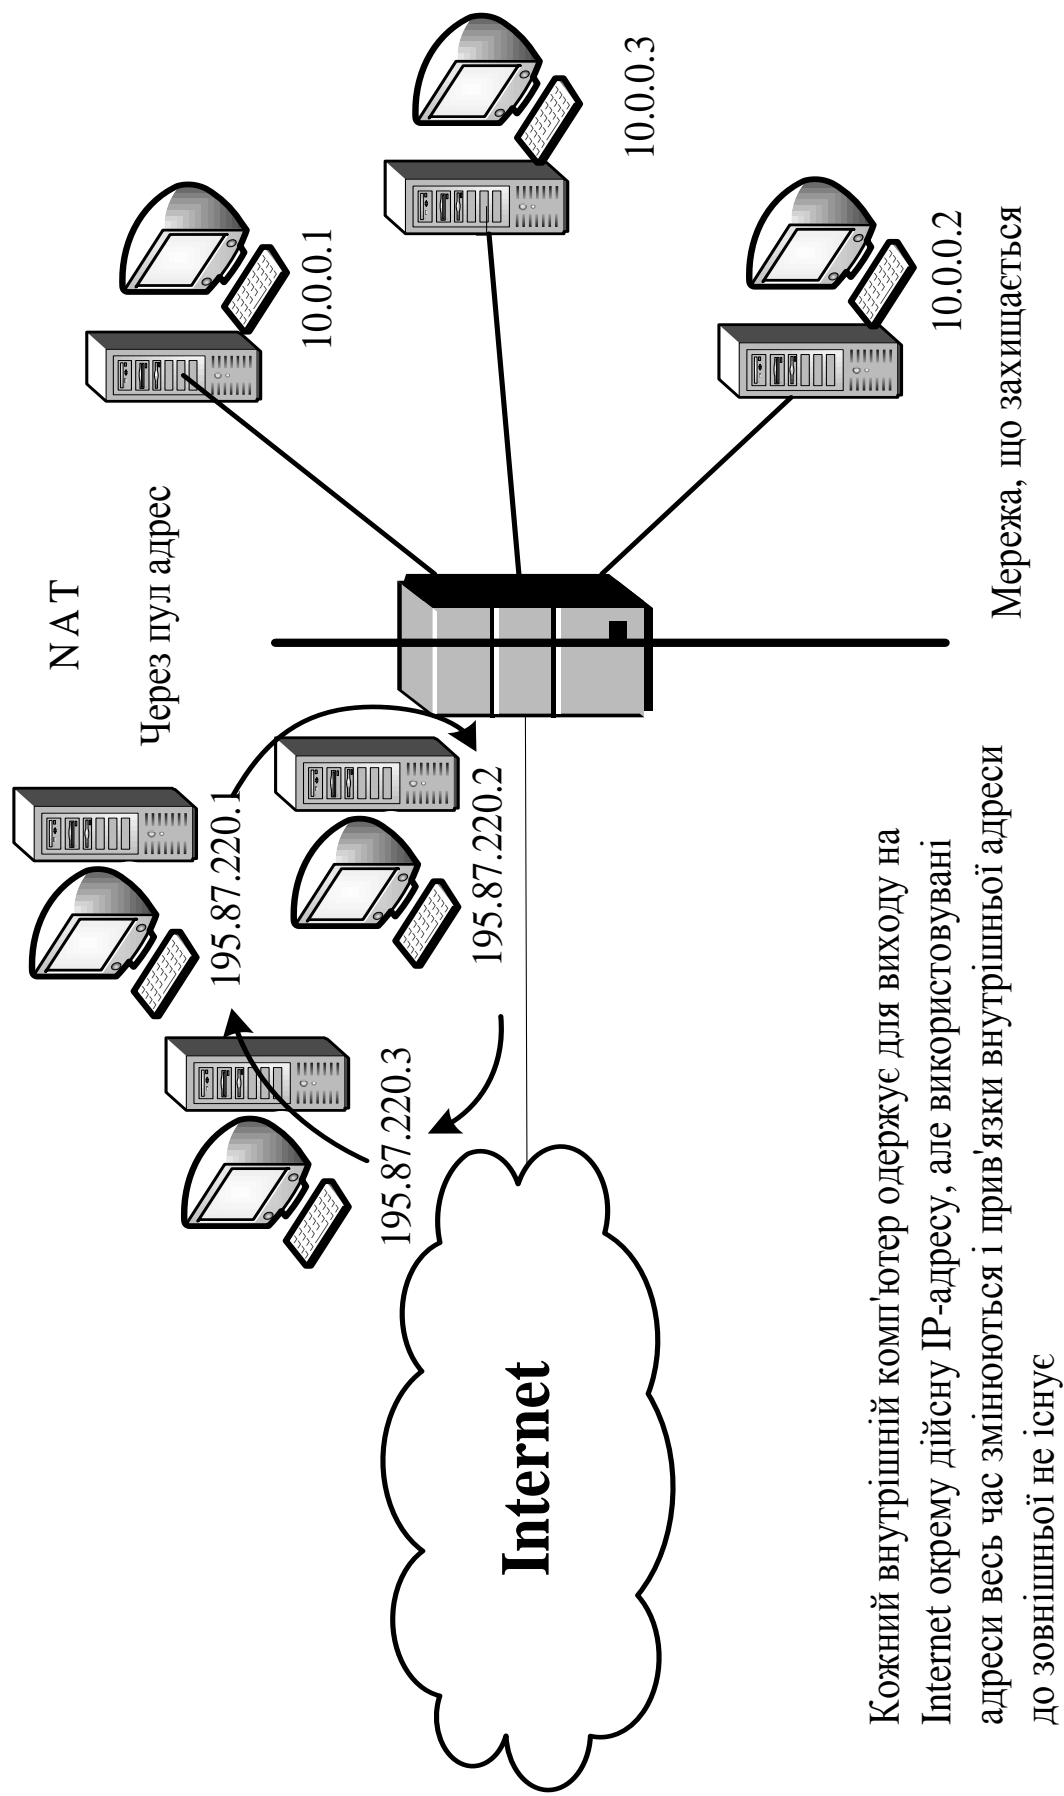 N A T
Через пул адрес
195.87.220.1
195.87.220.2
195.87.220.3
10.0.0.1
10.0.0.3
10.0.0.2
Internet
Мережа, що захищається
Кожний внутрішній комп'ютер одержує для виходу на
Internet окрему дійсну IP-адресу, але використовувані
адреси весь час змінюються і прив'язки внутрішньої адреси
до зовнішньої не існує